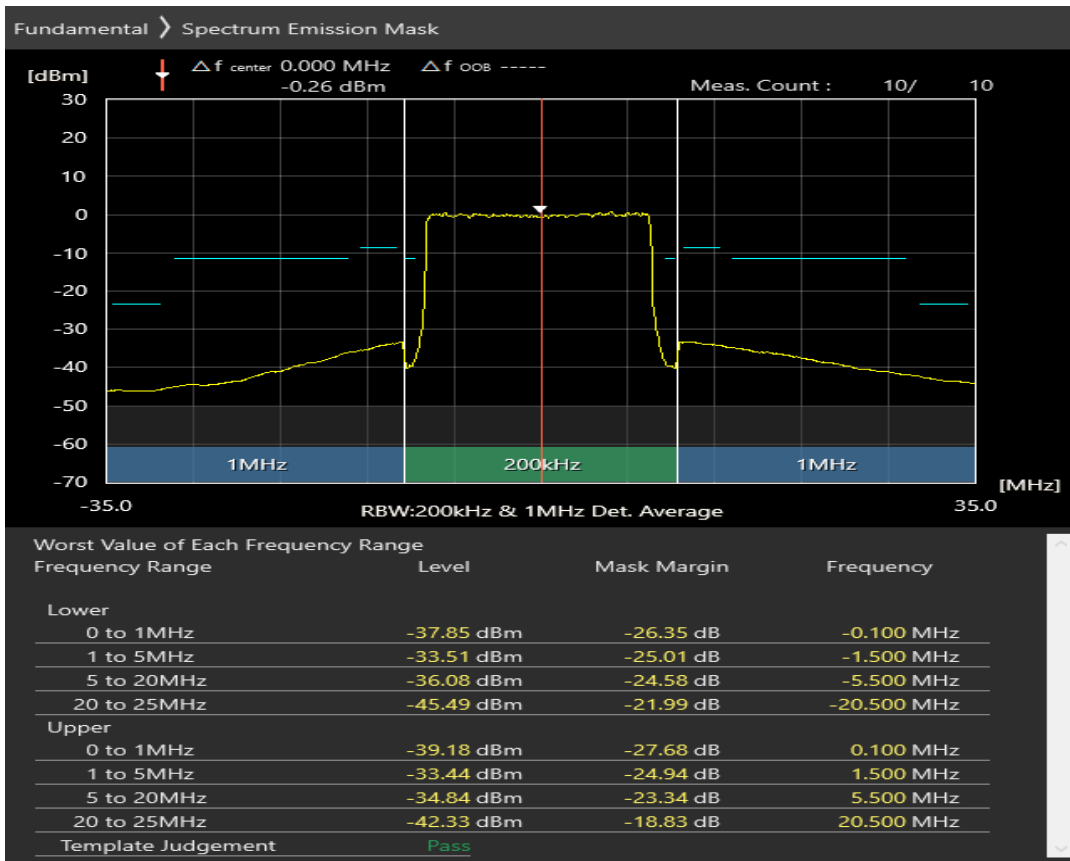 Fundamental ❯ Spectrum Emission Mask
[dBm]
△f center 0.000 MHz △f OOB -----
-0.26 dBm Meas. Count : 10/ 10
30
20
10
0
-10
-20
-30
-40
-50
-60
-70
1MHz 200kHz 1MHz
[MHz]
-35.0 RBW:200kHz & 1MHz Det. Average 35.0
Worst Value of Each Frequency Range
Frequency Range Level Mask Margin Frequency
Lower
0 to 1MHz -37.85 dBm -26.35 dB -0.100 MHz
1 to 5MHz -33.51 dBm -25.01 dB -1.500 MHz
5 to 20MHz -36.08 dBm -24.58 dB -5.500 MHz
20 to 25MHz -45.49 dBm -21.99 dB -20.500 MHz
Upper
0 to 1MHz -39.18 dBm -27.68 dB 0.100 MHz
1 to 5MHz -33.44 dBm -24.94 dB 1.500 MHz
5 to 20MHz -34.84 dBm -23.34 dB 5.500 MHz
20 to 25MHz -42.33 dBm -18.83 dB 20.500 MHz
Template Judgement Pass